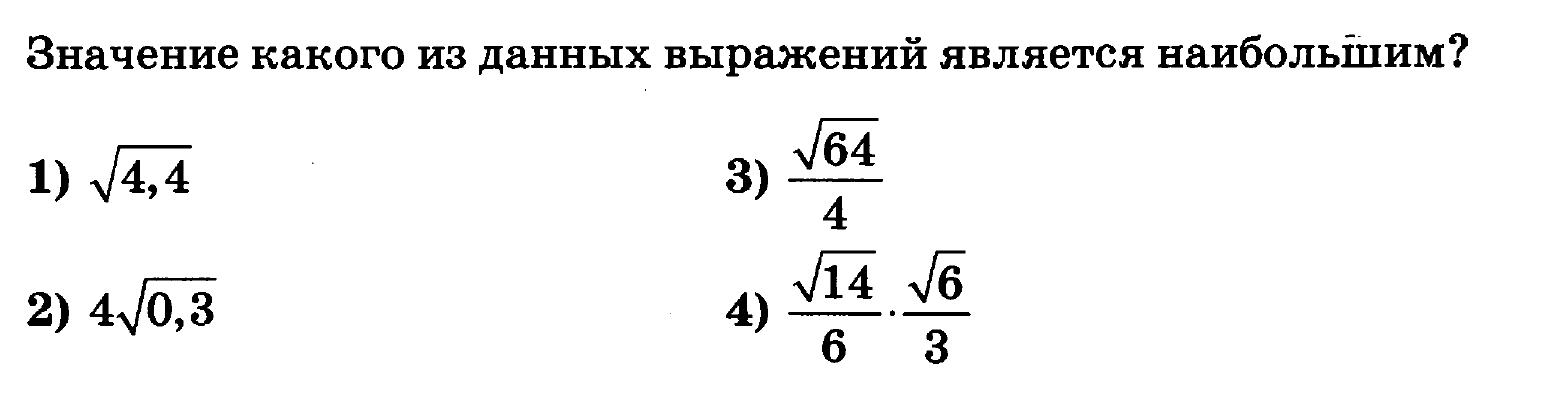 Значение какого из данных выражений является наибольшим?
1) √4,4
3) √64/4
2) 4√0,3
4) √14/6 · √6/3